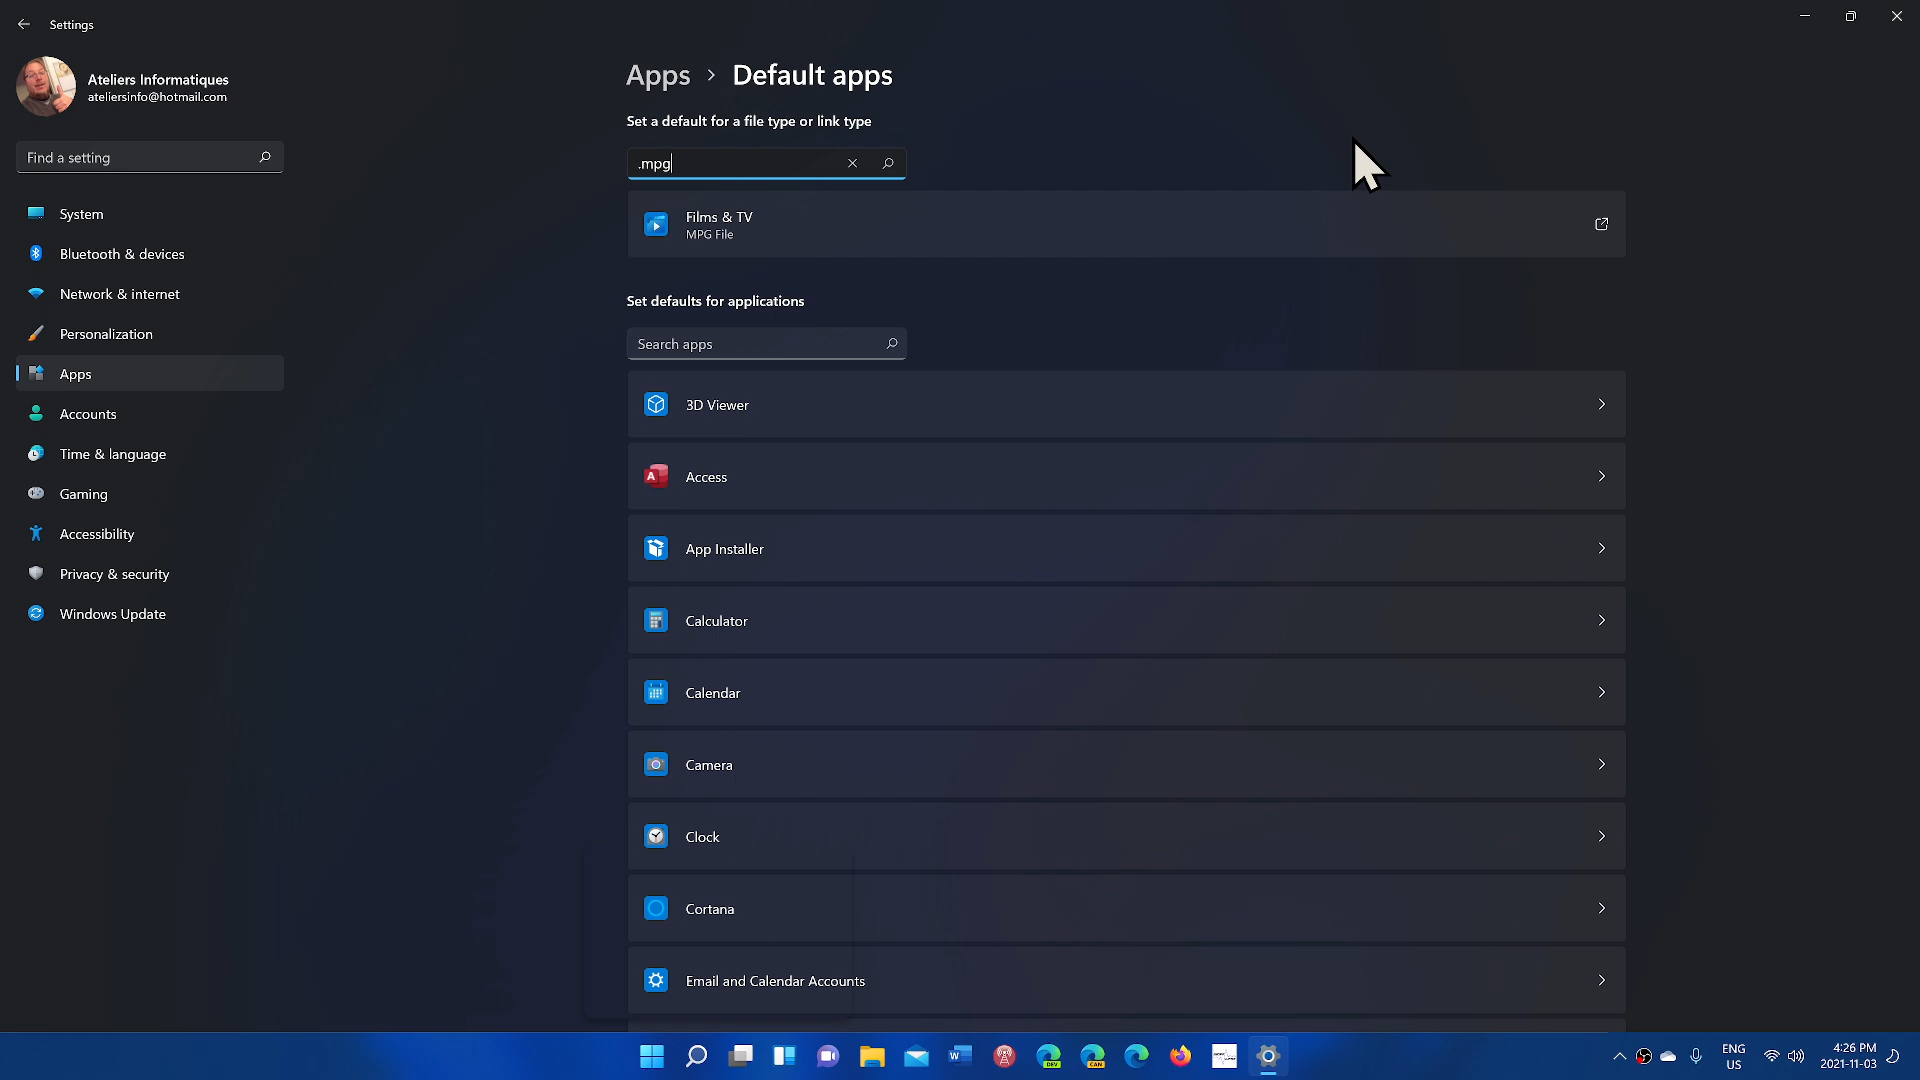 Settings
Ateliers Informatiques
ateliersinfo@hotmail.com
Find a setting
System
Bluetooth & devices
Network & internet
Personalization
Apps
Accounts
Time & language
Gaming
Accessibility
Privacy & security
Windows Update
Apps > Default apps
Set a default for a file type or link type
.mpg
Films & TV
MPG File
Set defaults for applications
Search apps
3D Viewer
Access
App Installer
Calculator
Calendar
Camera
Clock
Cortana
Email and Calendar Accounts
DEV
CAN
ENG
US
4:26 PM
2021-11-03